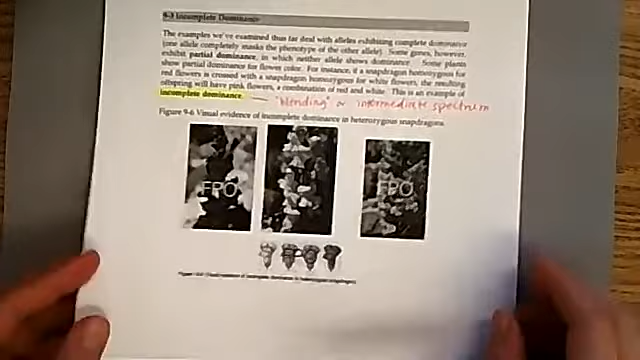 9-3 Incomplete Dominance
The examples we've examined thus far deal with alleles exhibiting complete dominance
(one allele completely masks the phenotype of the other allele). Some genes, however,
exhibit partial dominance, in which neither allele shows dominance. Some plants
show partial dominance for flower color. For instance, if a snapdragon homozygous for
red flowers is crossed with a snapdragon homozygous for white flowers, the resulting
offspring will have pink flowers, a combination of red and white. This is an example of
incomplete dominance. — "blending" or intermediate spectrum
Figure 9-6 Visual evidence of incomplete dominance in heterozygous snapdragons.
FPO FPO